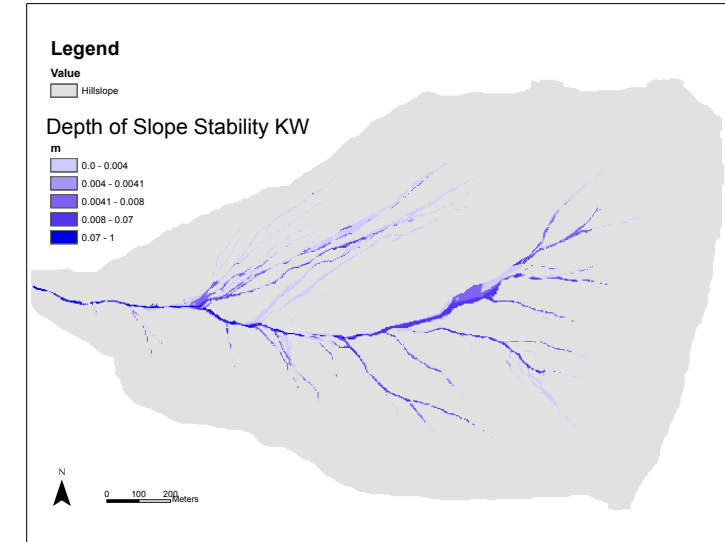 Legend
Value
Hillslope
Depth of Slope Stability KW
m
0.0 - 0.004
0.004 - 0.0041
0.0041 - 0.008
0.008 - 0.07
0.07 - 1
N
0 100 200
Meters